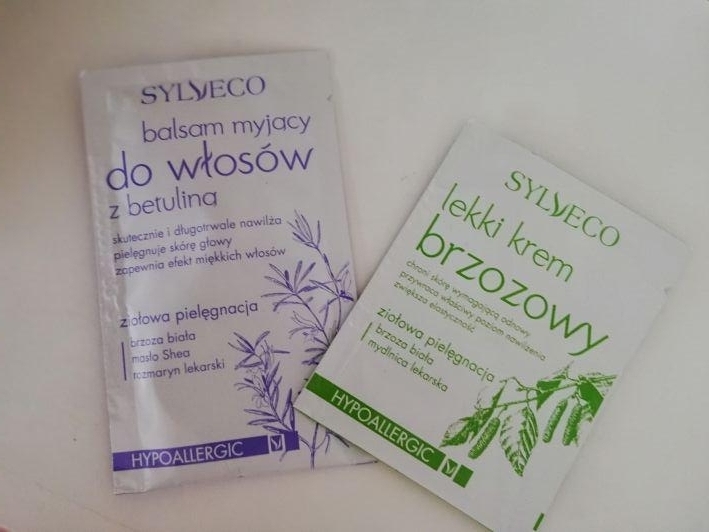 SYLVECO
balsam myjący
do włosów
z betuliną
skutecznie i długotrwale nawilża
pielęgnuje skórę głowy
zapewnia efekt miękkich włosów
ziołowa pielęgnacja
brzoza biała
masło Shea
rozmaryn lekarski
HYPOALLERGIC
SYLVECO
lekki krem
brzozowy
chroni skórę wymagającą odnowy
przywraca właściwy poziom nawilżenia
zwiększa elastyczność
ziołowa pielęgnacja
brzoza biała
mydlnica lekarska
HYPOALLERGIC